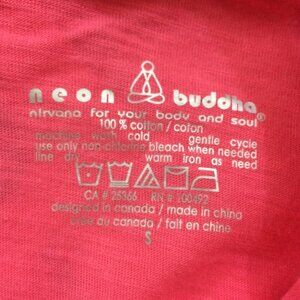 neon buddha®
nirvana for your body and soul
100% cotton / coton
machine wash cold gentle cycle
use only non-chlorine bleach when needed
line dry warm iron as need
CA # 25366 RN # 100492
designed in canada / made in china
créé au canada / fait en chine
S